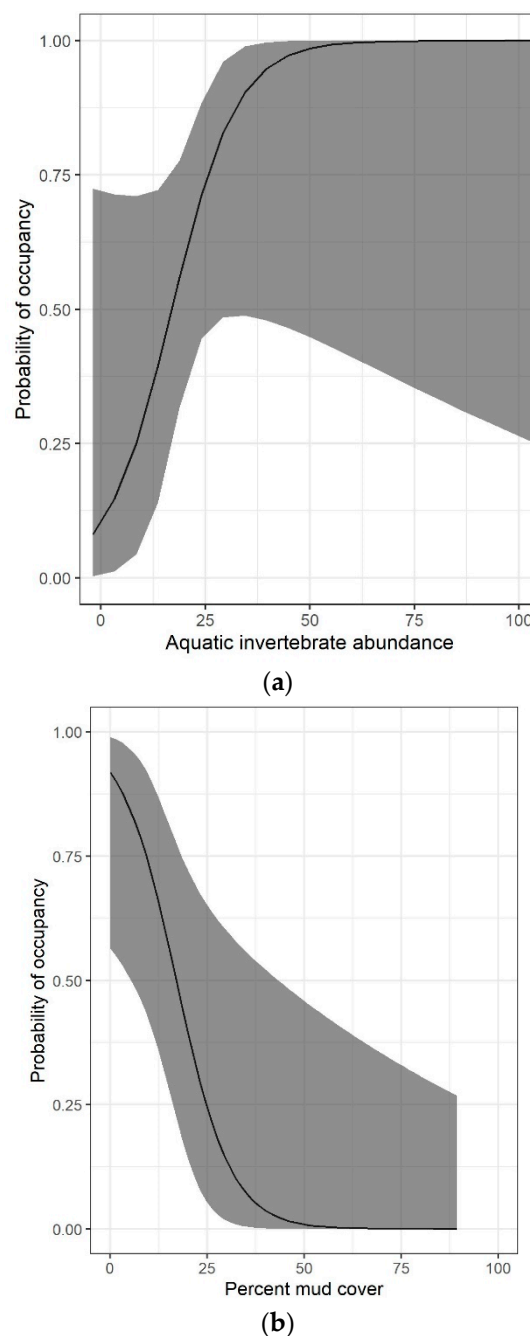 1.00
0.75
0.50
0.25
0.00
Probability of occupancy
0 25 50 75 100
Aquatic invertebrate abundance
(a)
1.00
0.75
0.50
0.25
0.00
Probability of occupancy
0 25 50 75 100
Percent mud cover
(b)